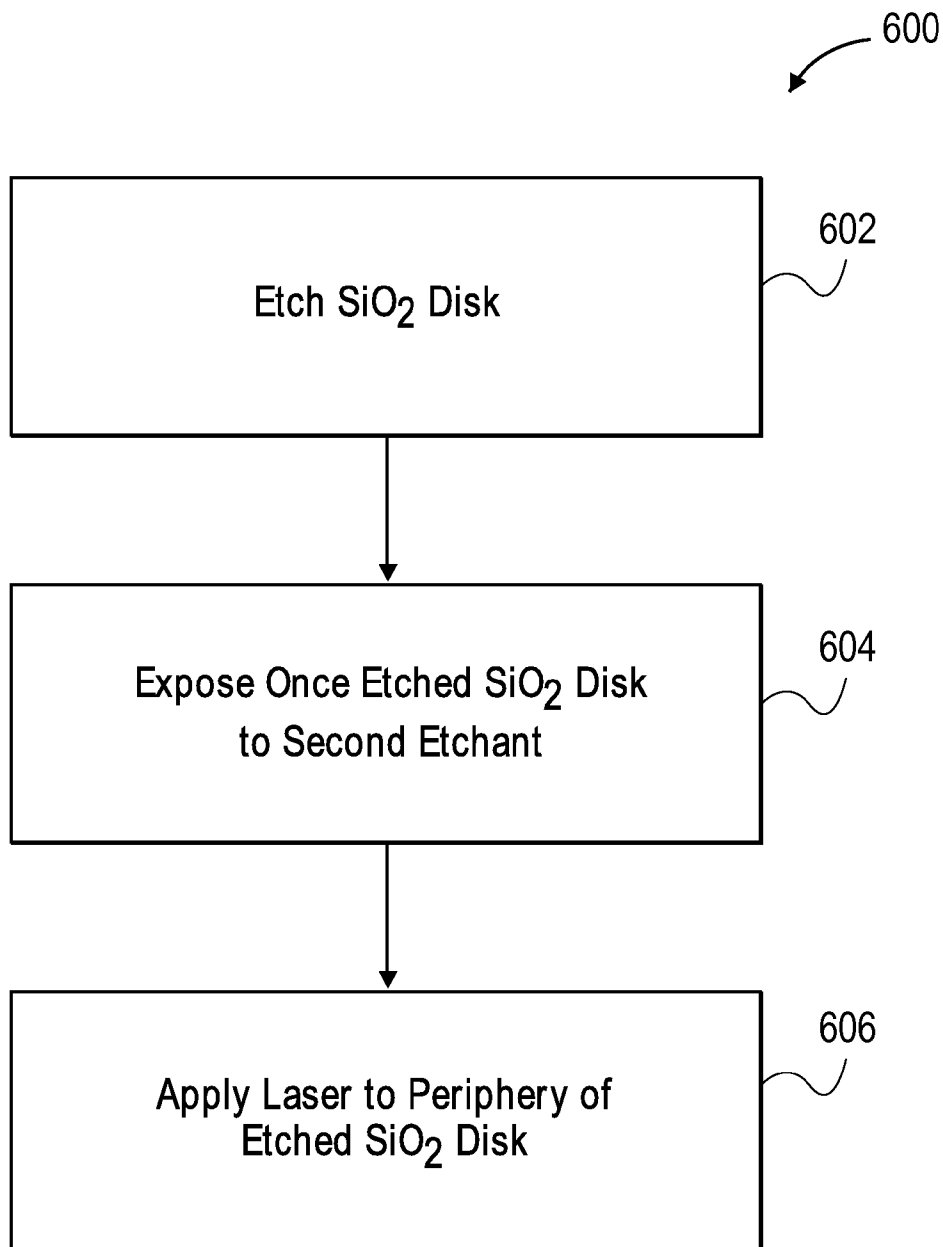 600
602
Etch SiO₂ Disk
604
Expose Once Etched SiO₂ Disk
to Second Etchant
606
Apply Laser to Periphery of
Etched SiO₂ Disk